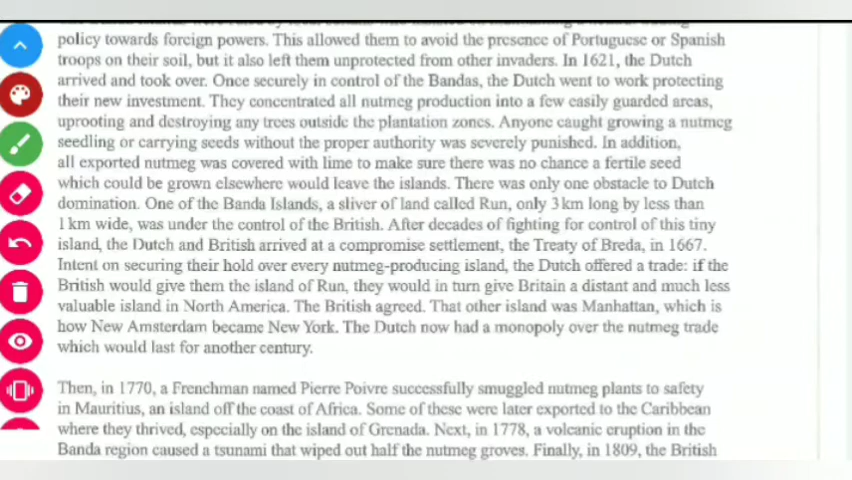 policy towards foreign powers. This allowed them to avoid the presence of Portuguese or Spanish
troops on their soil, but it also left them unprotected from other invaders. In 1621, the Dutch
arrived and took over. Once securely in control of the Bandas, the Dutch went to work protecting
their new investment. They concentrated all nutmeg production into a few easily guarded areas,
uprooting and destroying any trees outside the plantation zones. Anyone caught growing a nutmeg
seedling or carrying seeds without the proper authority was severely punished. In addition,
all exported nutmeg was covered with lime to make sure there was no chance a fertile seed
which could be grown elsewhere would leave the islands. There was only one obstacle to Dutch
domination. One of the Banda Islands, a sliver of land called Run, only 3 km long by less than
1 km wide, was under the control of the British. After decades of fighting for control of this tiny
island, the Dutch and British arrived at a compromise settlement, the Treaty of Breda, in 1667.
Intent on securing their hold over every nutmeg-producing island, the Dutch offered a trade: if the
British would give them the island of Run, they would in turn give Britain a distant and much less
valuable island in North America. The British agreed. That other island was Manhattan, which is
how New Amsterdam became New York. The Dutch now had a monopoly over the nutmeg trade
which would last for another century.
Then, in 1770, a Frenchman named Pierre Poivre successfully smuggled nutmeg plants to safety
in Mauritius, an island off the coast of Africa. Some of these were later exported to the Caribbean
where they thrived, especially on the island of Grenada. Next, in 1778, a volcanic eruption in the
Banda region caused a tsunami that wiped out half the nutmeg groves. Finally, in 1809, the British